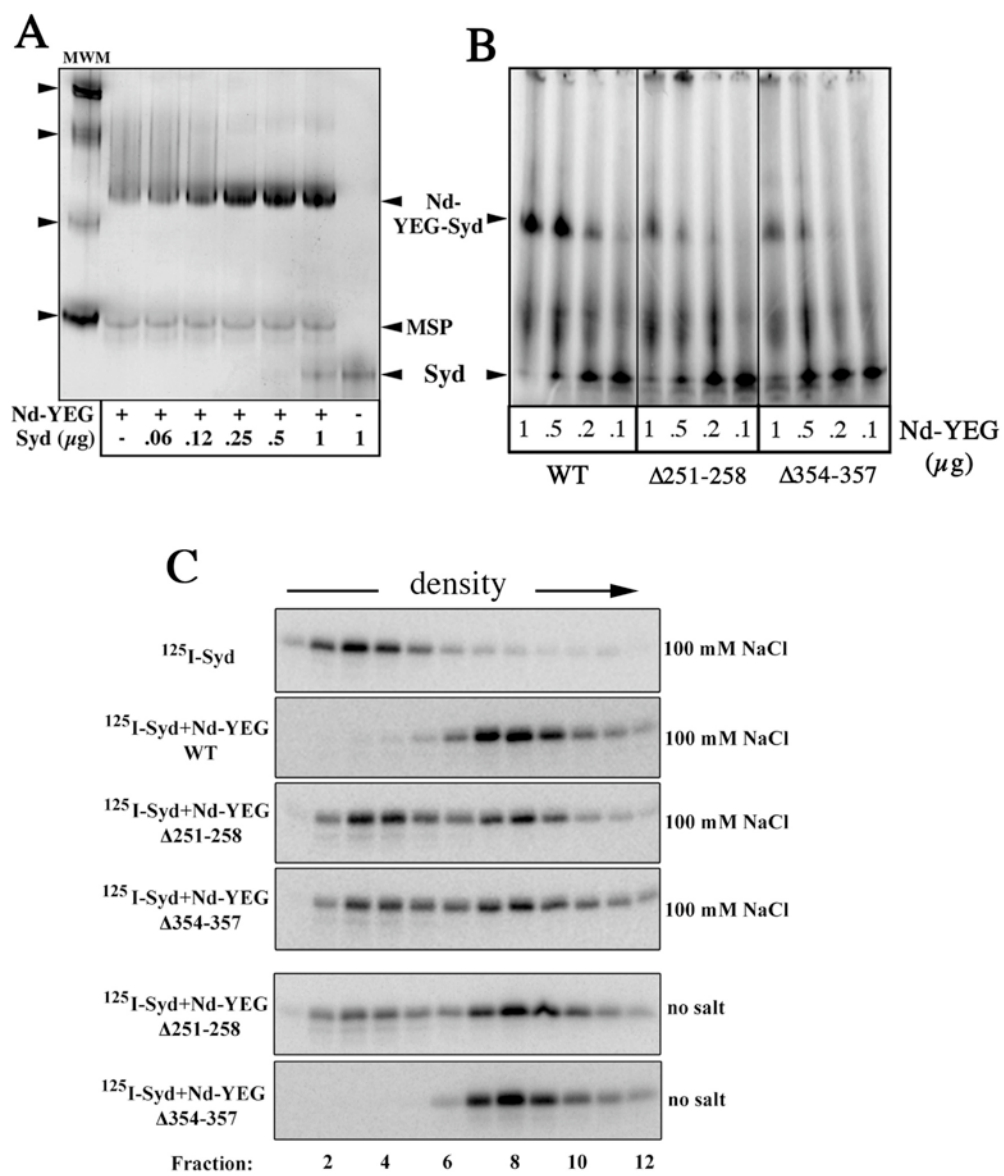 A
MWM
Nd-
YEG-Syd
MSP
Syd
Nd-YEG + + + + + + -
Syd (µg) - .06 .12 .25 .5 1 1
B
1 .5 .2 .1 1 .5 .2 .1 1 .5 .2 .1 Nd-YEG
(µg)
WT Δ251-258 Δ354-357
C
density
125I-Syd 100 mM NaCl
125I-Syd+Nd-YEG
WT 100 mM NaCl
125I-Syd+Nd-YEG
Δ251-258 100 mM NaCl
125I-Syd+Nd-YEG
Δ354-357 100 mM NaCl
125I-Syd+Nd-YEG
Δ251-258 no salt
125I-Syd+Nd-YEG
Δ354-357 no salt
Fraction: 2 4 6 8 10 12